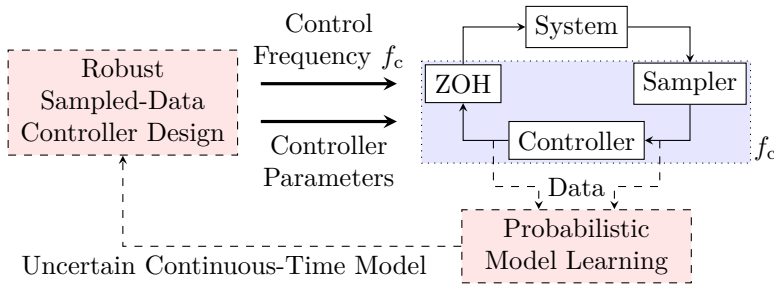 Robust
Sampled-Data
Controller Design
Control
Frequency f_c
Controller
Parameters
System
ZOH
Sampler
Controller
f_c
Data
Probabilistic
Model Learning
Uncertain Continuous-Time Model